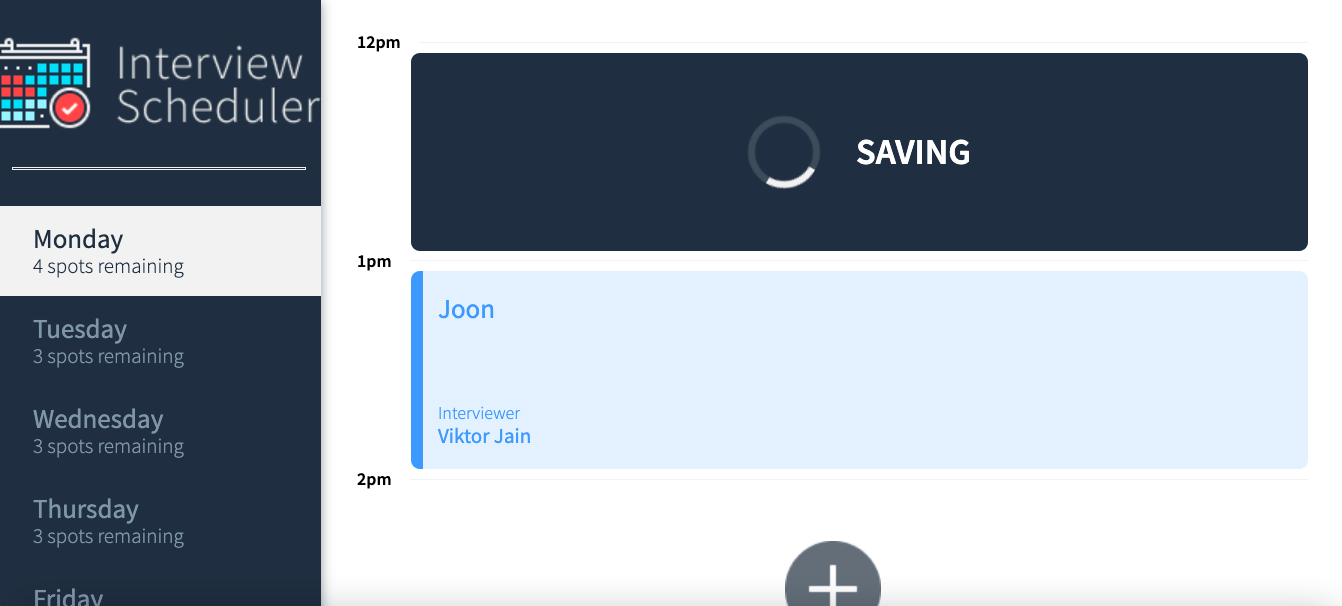 Interview
Scheduler
Monday
4 spots remaining
Tuesday
3 spots remaining
Wednesday
3 spots remaining
Thursday
3 spots remaining
Friday
12pm
SAVING
1pm
Joon
Interviewer
Viktor Jain
2pm